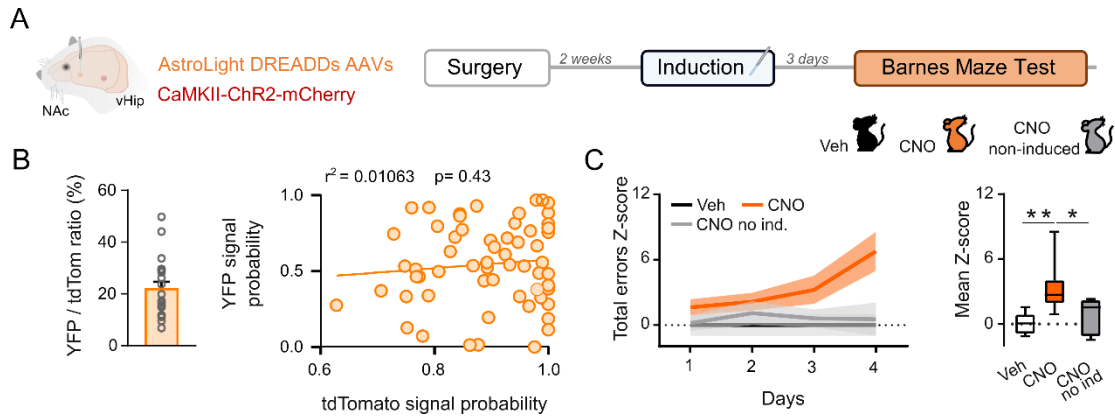 A
AstroLight DREADDs AAVs
CaMKII-ChR2-mCherry
NAc
vHip
Surgery
2 weeks
Induction
3 days
Barnes Maze Test
Veh
CNO
CNO
non-induced
B
YFP / tdTom ratio (%)
60
40
20
0
r² = 0.01063 p= 0.43
YFP signal
probability
1.0
0.5
0.0
0.6 0.8 1.0
tdTomato signal probability
C
Total errors Z-score
12
6
0
Veh CNO
CNO no ind.
1 2 3 4
Days
Mean Z-score
12
6
0
** *
Veh
CNO
CNO
no ind